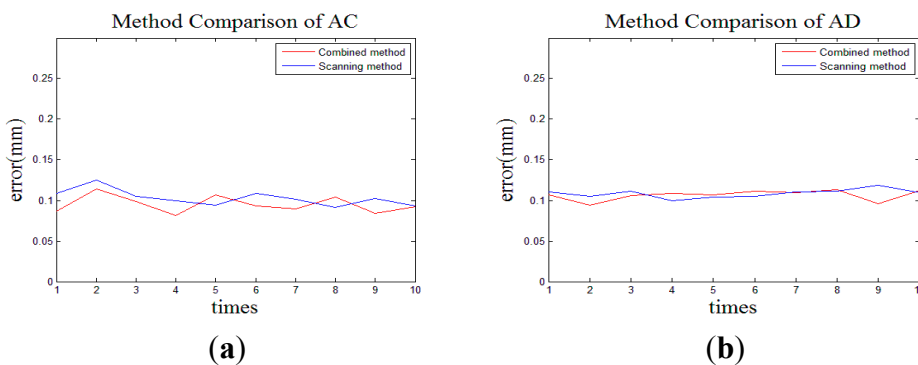 Method Comparison of AC
Combined method
Scanning method
0.25
0.2
0.15
0.1
0.05
0
error(mm)
1 2 3 4 5 6 7 8 9 10
times
(a)
Method Comparison of AD
Combined method
Scanning method
0.25
0.2
0.15
0.1
0.05
0
error(mm)
1 2 3 4 5 6 7 8 9 1
times
(b)